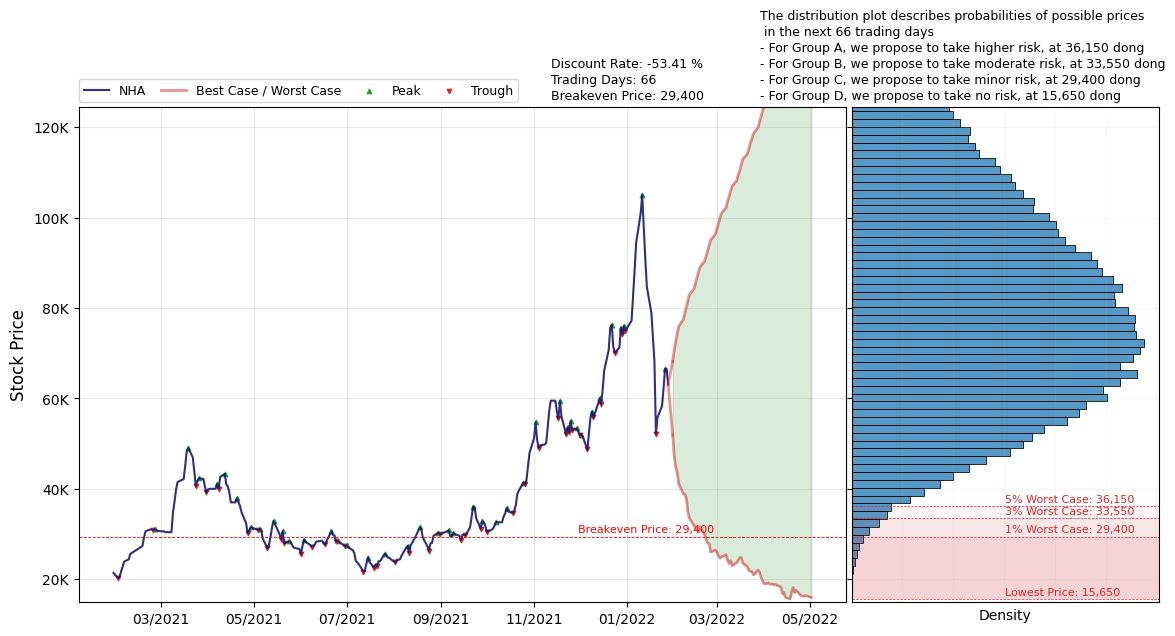 The distribution plot describes probabilities of possible prices
in the next 66 trading days
- For Group A, we propose to take higher risk, at 36,150 dong
- For Group B, we propose to take moderate risk, at 33,550 dong
- For Group C, we propose to take minor risk, at 29,400 dong
- For Group D, we propose to take no risk, at 15,650 dong
Discount Rate: -53.41 %
Trading Days: 66
Breakeven Price: 29,400
NHA
Best Case / Worst Case
Peak
Trough
Stock Price
120K
100K
80K
60K
40K
20K
Breakeven Price: 29,400
03/2021
05/2021
07/2021
09/2021
11/2021
01/2022
03/2022
05/2022
5% Worst Case: 36,150
3% Worst Case: 33,550
1% Worst Case: 29,400
Lowest Price: 15,650
Density